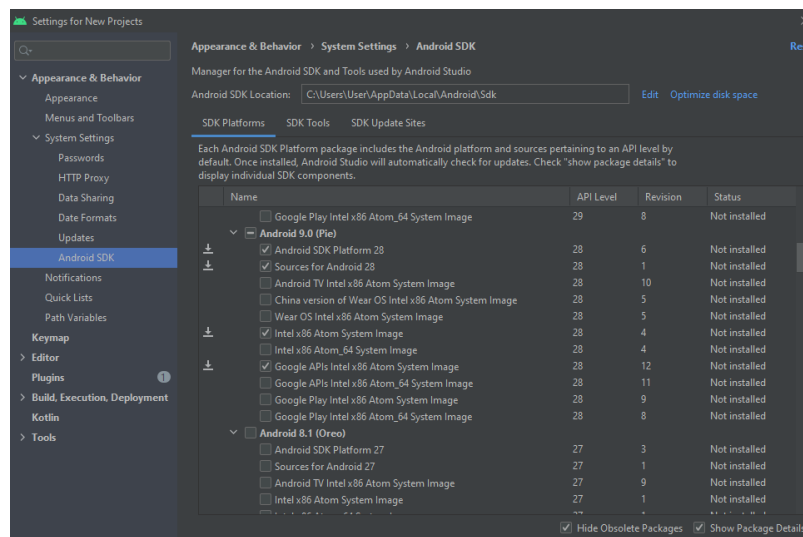 Settings for New Projects
Appearance & Behavior › System Settings › Android SDK
Re
Manager for the Android SDK and Tools used by Android Studio
Android SDK Location: C:\Users\User\AppData\Local\Android\Sdk Edit Optimize disk space
SDK Platforms SDK Tools SDK Update Sites
Each Android SDK Platform package includes the Android platform and sources pertaining to an API level by
default. Once installed, Android Studio will automatically check for updates. Check "show package details" to
display individual SDK components.
Appearance & Behavior
Appearance
Menus and Toolbars
System Settings
Passwords
HTTP Proxy
Data Sharing
Date Formats
Updates
Android SDK
Notifications
Quick Lists
Path Variables
Keymap
Editor
Plugins 1
Build, Execution, Deployment
Kotlin
Tools
Name API Level Revision Status
Google Play Intel x86 Atom_64 System Image 29 8 Not installed
Android 9.0 (Pie)
Android SDK Platform 28 28 6 Not installed
Sources for Android 28 28 1 Not installed
Android TV Intel x86 Atom System Image 28 10 Not installed
China version of Wear OS Intel x86 Atom System Image 28 5 Not installed
Wear OS Intel x86 Atom System Image 28 5 Not installed
Intel x86 Atom System Image 28 4 Not installed
Intel x86 Atom_64 System Image 28 4 Not installed
Google APIs Intel x86 Atom System Image 28 12 Not installed
Google APIs Intel x86 Atom_64 System Image 28 11 Not installed
Google Play Intel x86 Atom System Image 28 9 Not installed
Google Play Intel x86 Atom_64 System Image 28 8 Not installed
Android 8.1 (Oreo)
Android SDK Platform 27 27 3 Not installed
Sources for Android 27 27 1 Not installed
Android TV Intel x86 Atom System Image 27 9 Not installed
Intel x86 Atom System Image 27 1 Not installed
Hide Obsolete Packages Show Package Details